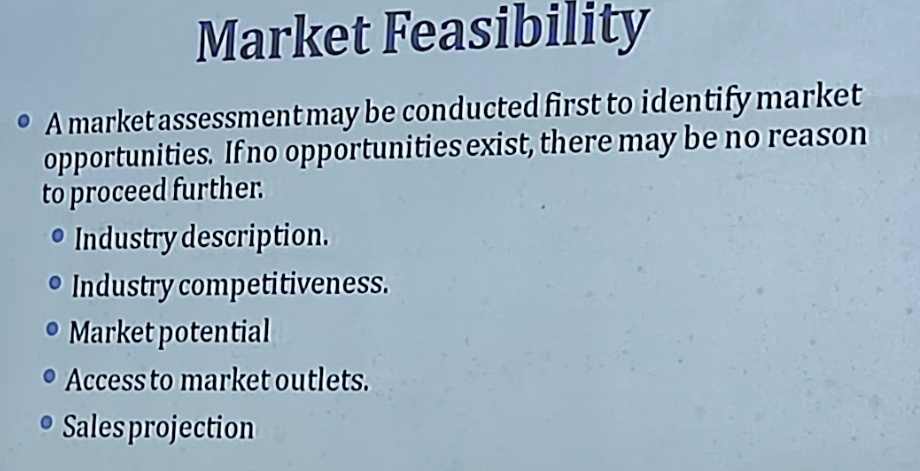 Market Feasibility
• A market assessment may be conducted first to identify market
opportunities. If no opportunities exist, there may be no reason
to proceed further.
• Industry description.
• Industry competitiveness.
• Market potential
• Access to market outlets.
• Sales projection